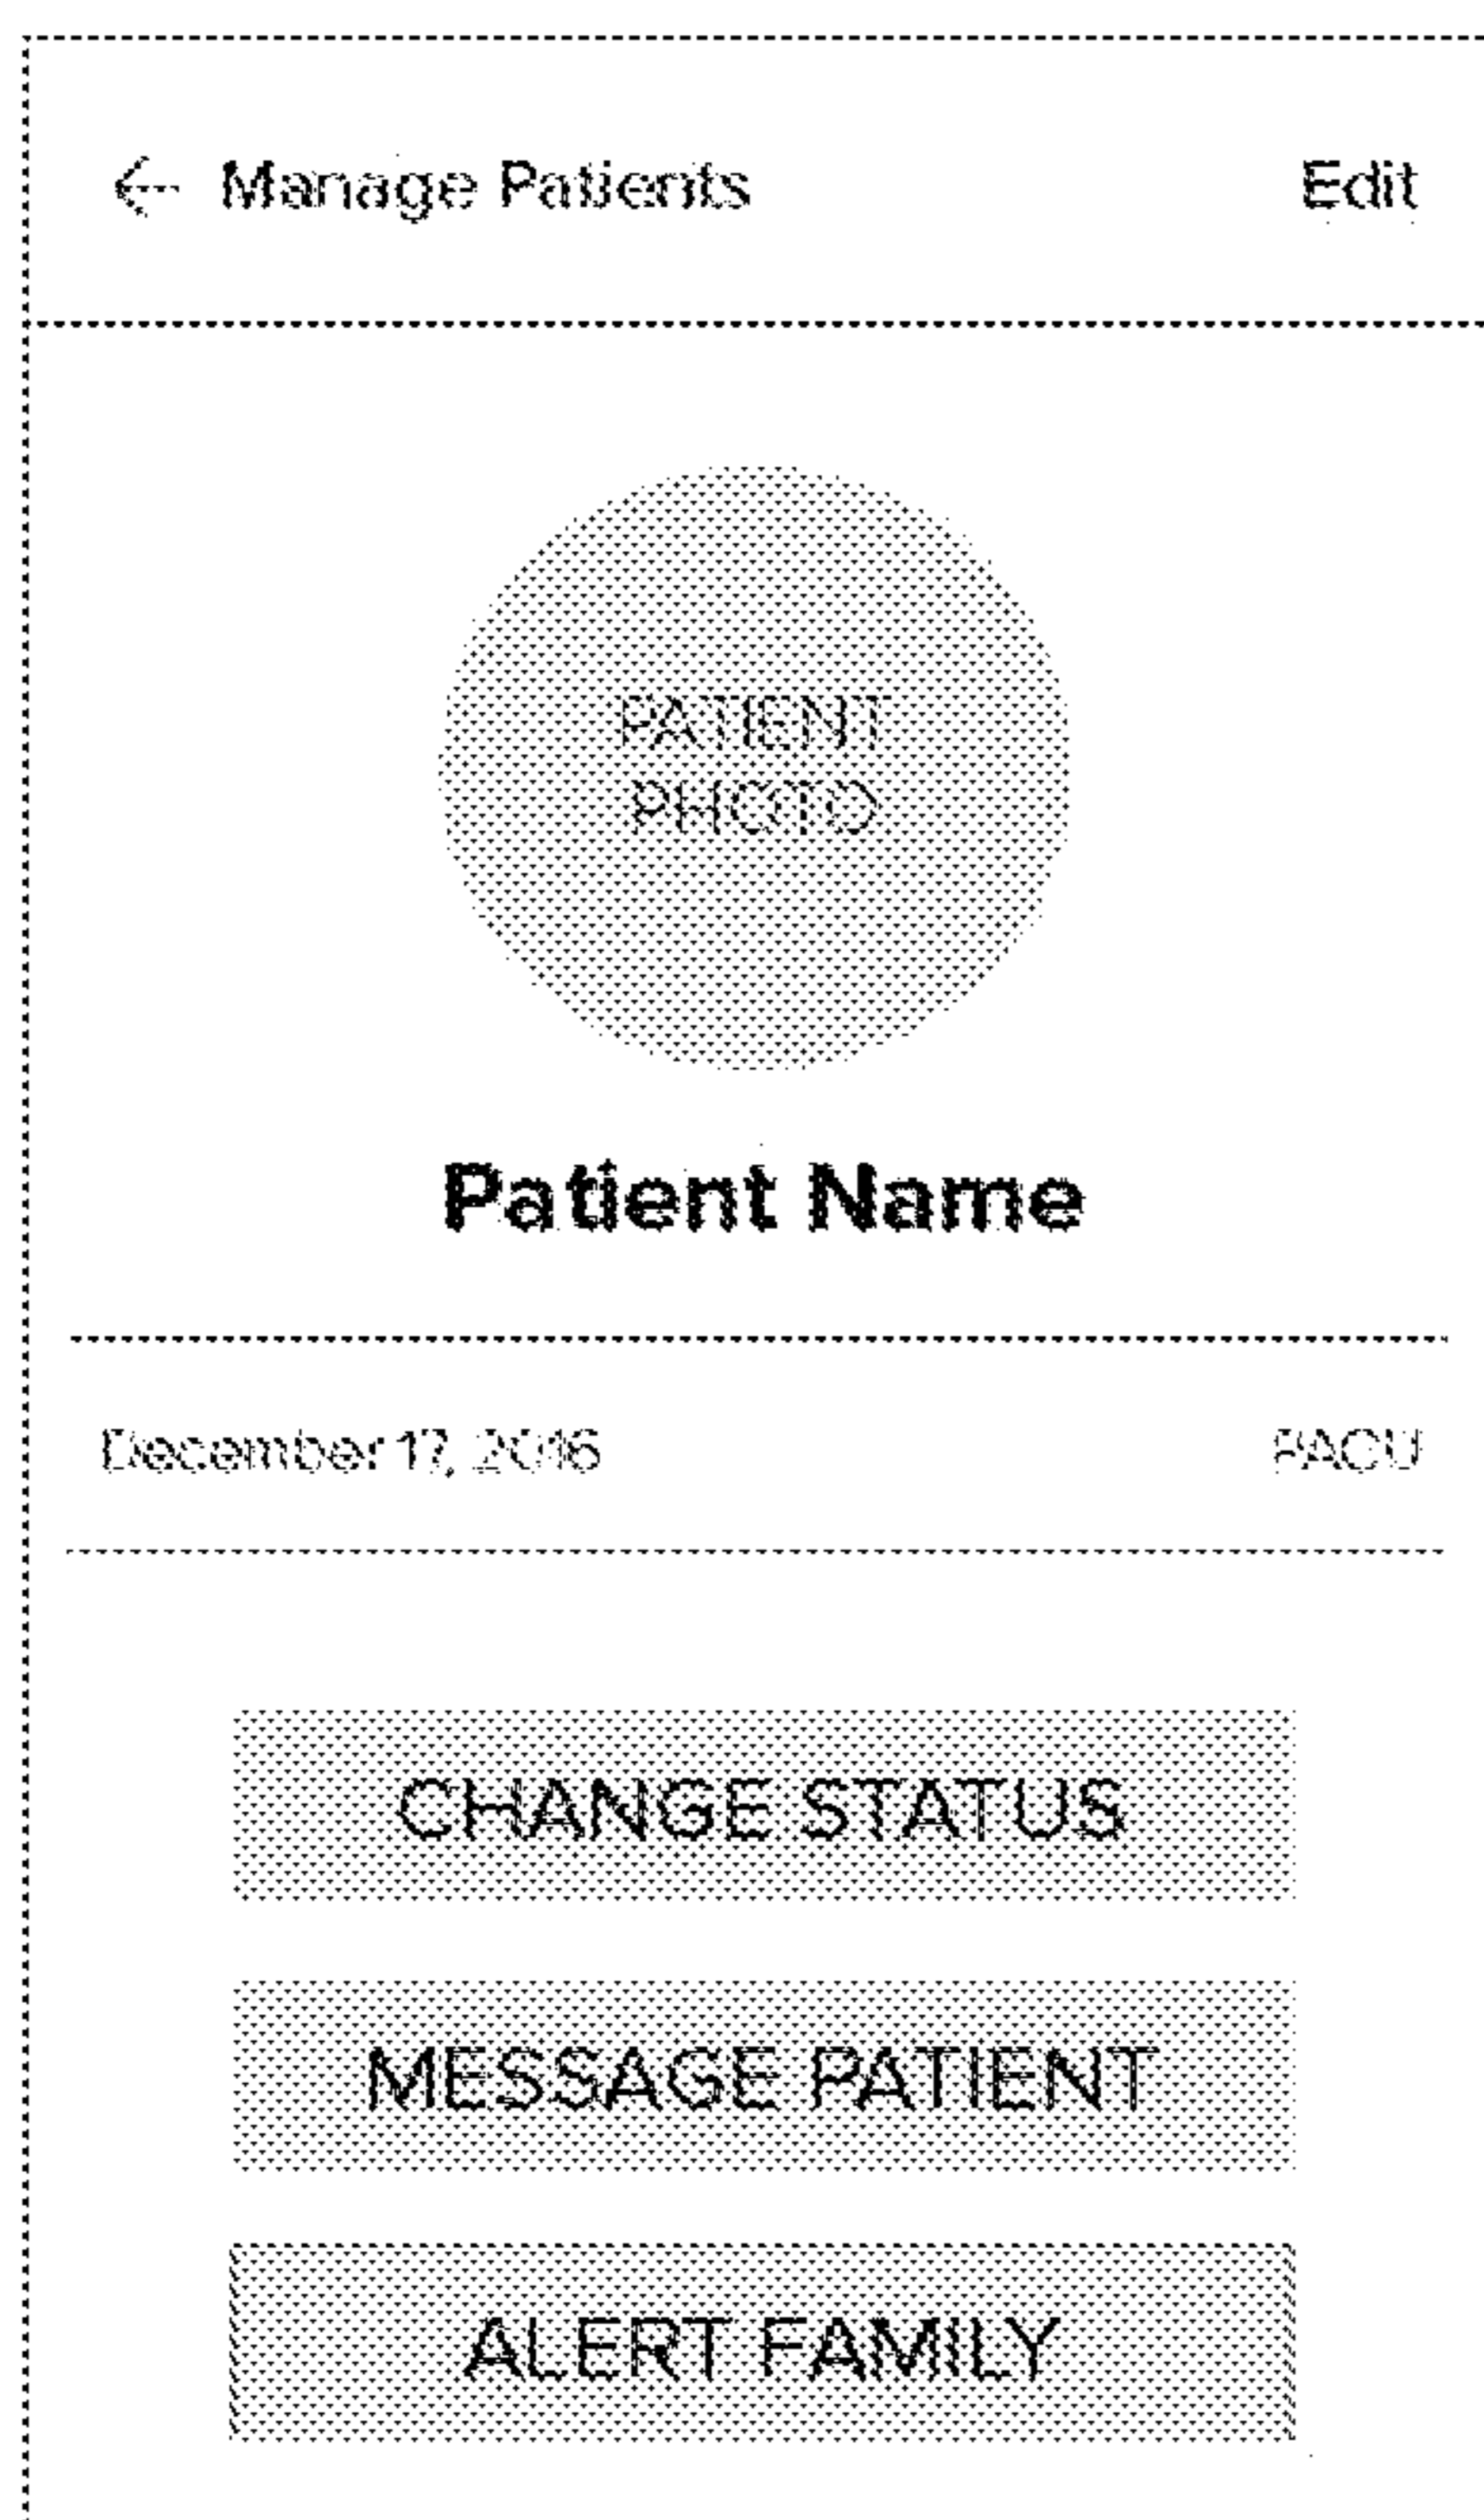 ← Manage Patients Edit
PATIENT
PHOTO
Patient Name
December 17, 2016 PACU
CHANGE STATUS
MESSAGE PATIENT
ALERT FAMILY